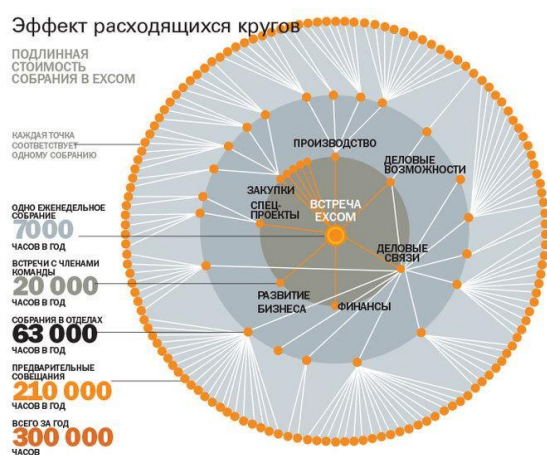 Эффект расходящихся кругов
ПОДЛИННАЯ
СТОИМОСТЬ
СОБРАНИЯ В EXCOM
КАЖДАЯ ТОЧКА
СООТВЕТСТВУЕТ
ОДНОМУ СОБРАНИЮ
ОДНО ЕЖЕНЕДЕЛЬНОЕ
СОБРАНИЕ
7000
ЧАСОВ В ГОД
ВСТРЕЧИ С ЧЛЕНАМИ
КОМАНДЫ
20 000
ЧАСОВ В ГОД
СОБРАНИЯ В ОТДЕЛАХ
63 000
ЧАСОВ В ГОД
ПРЕДВАРИТЕЛЬНЫЕ
СОВЕЩАНИЯ
210 000
ЧАСОВ В ГОД
ВСЕГО ЗА ГОД
300 000
ЧАСОВ
ПРОИЗВОДСТВО
ДЕЛОВЫЕ
ВОЗМОЖНОСТИ
ЗАКУПКИ
ВСТРЕЧА
EXCOM
СПЕЦ-
ПРОЕКТЫ
ДЕЛОВЫЕ
СВЯЗИ
РАЗВИТИЕ
БИЗНЕСА
ФИНАНСЫ